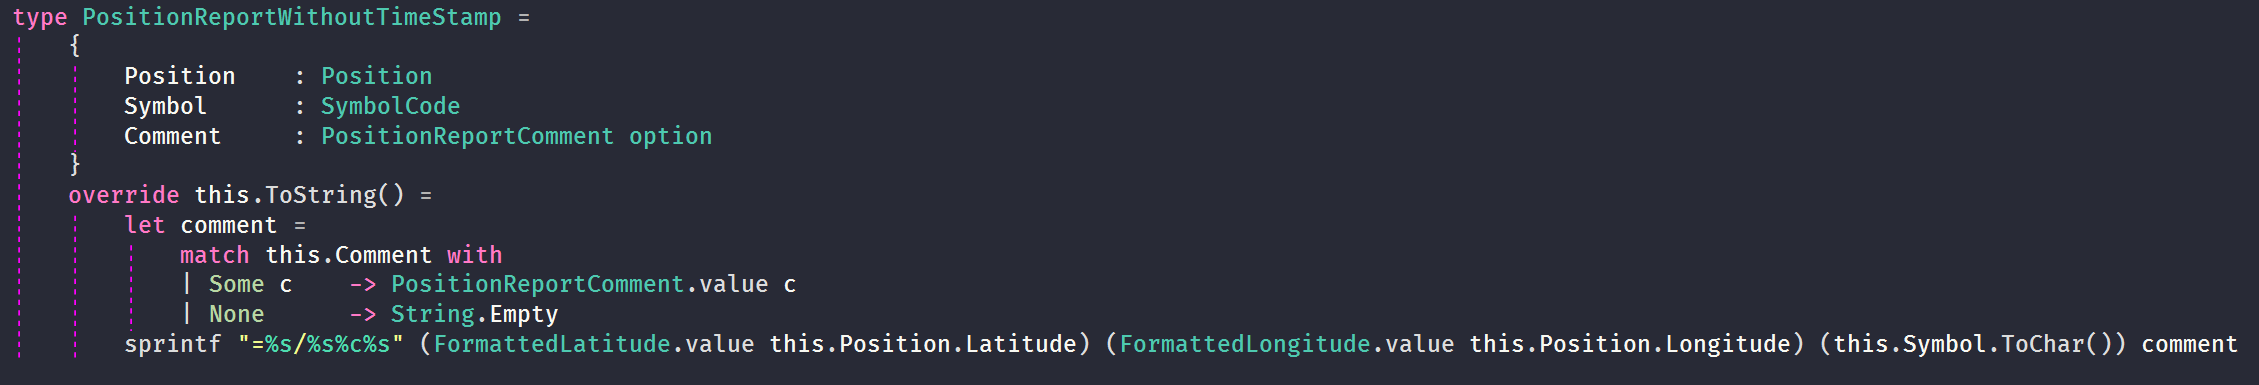 type PositionReportWithoutTimeStamp =
    {
        Position    : Position
        Symbol      : SymbolCode
        Comment     : PositionReportComment option
    }
    override this.ToString() =
        let comment =
            match this.Comment with
            | Some c    -> PositionReportComment.value c
            | None      -> String.Empty
        sprintf "=%s/%s%c%s" (FormattedLatitude.value this.Position.Latitude) (FormattedLongitude.value this.Position.Longitude) (this.Symbol.ToChar()) comment